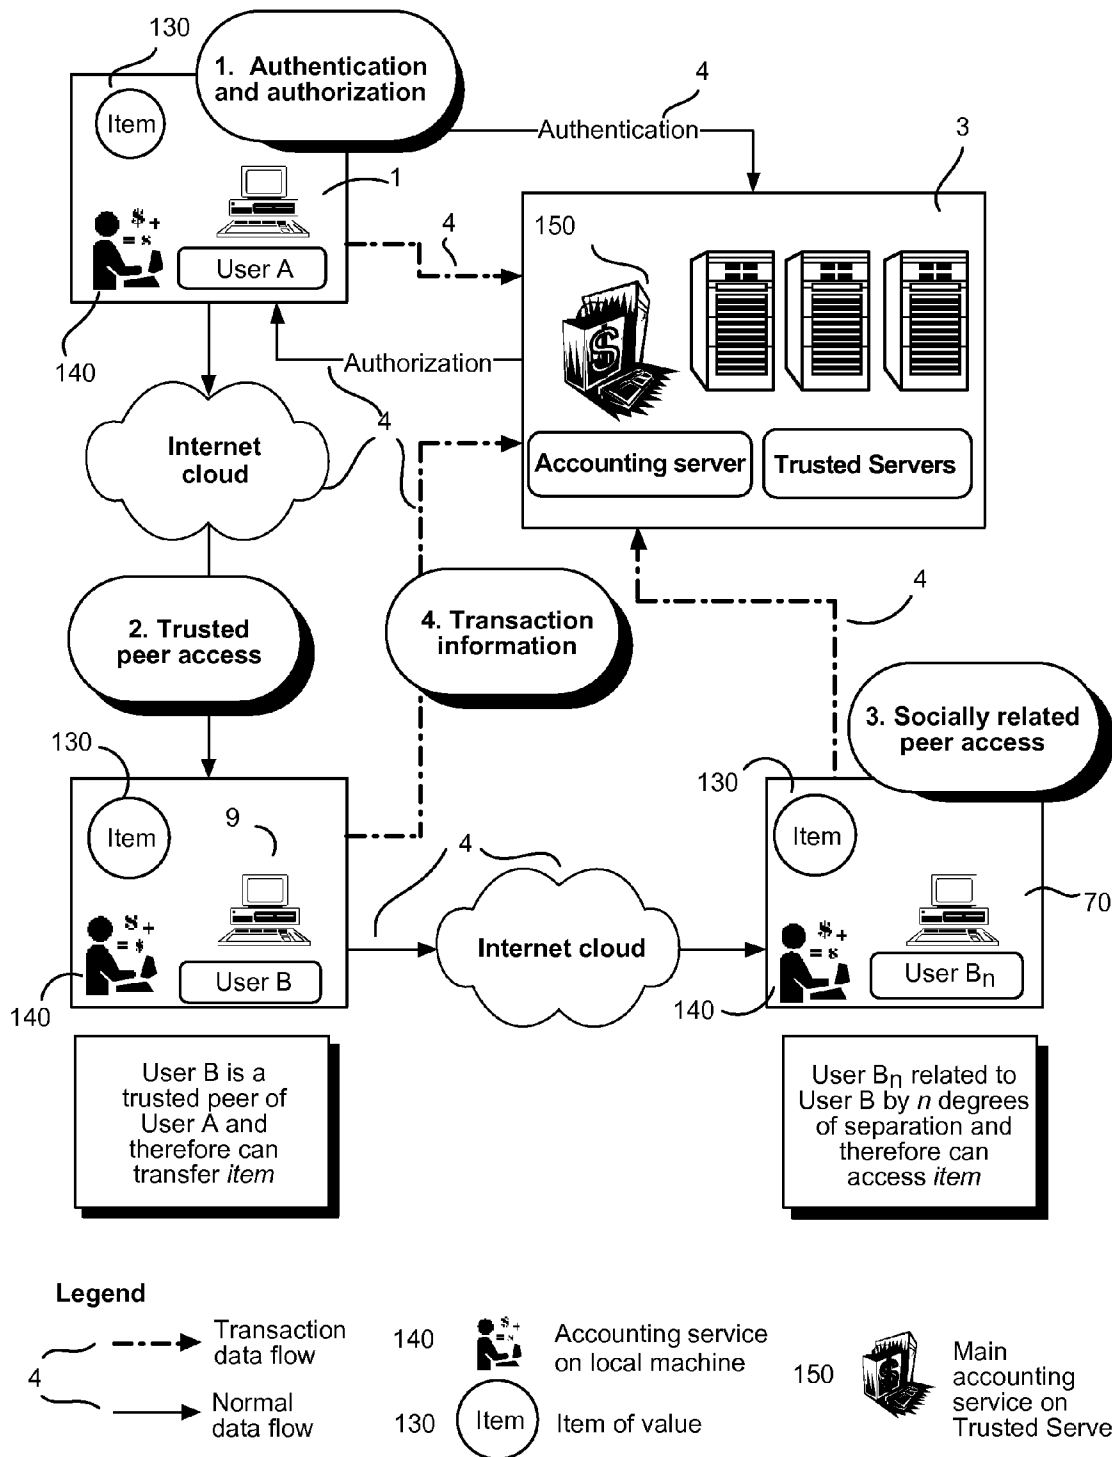 130
1. Authentication
and authorization
4
Item
Authentication
3
1
4
150
$ +
= s
User A
140
Authorization
$
4
Internet
cloud
Accounting server
Trusted Servers
4
2. Trusted
peer access
4. Transaction
information
3. Socially related
peer access
130
130
9
Item
Item
4
70
$ +
= $
$ +
= s
Internet cloud
User B
User Bn
140
140
User B is a
trusted peer of
User A and
therefore can
transfer item
User Bn related to
User B by n degrees
of separation and
therefore can
access item
Legend
4
Transaction
data flow
Normal
data flow
140
$ +
= s
Accounting service
on local machine
130
Item
Item of value
150
$
Main
accounting
service on
Trusted Serve